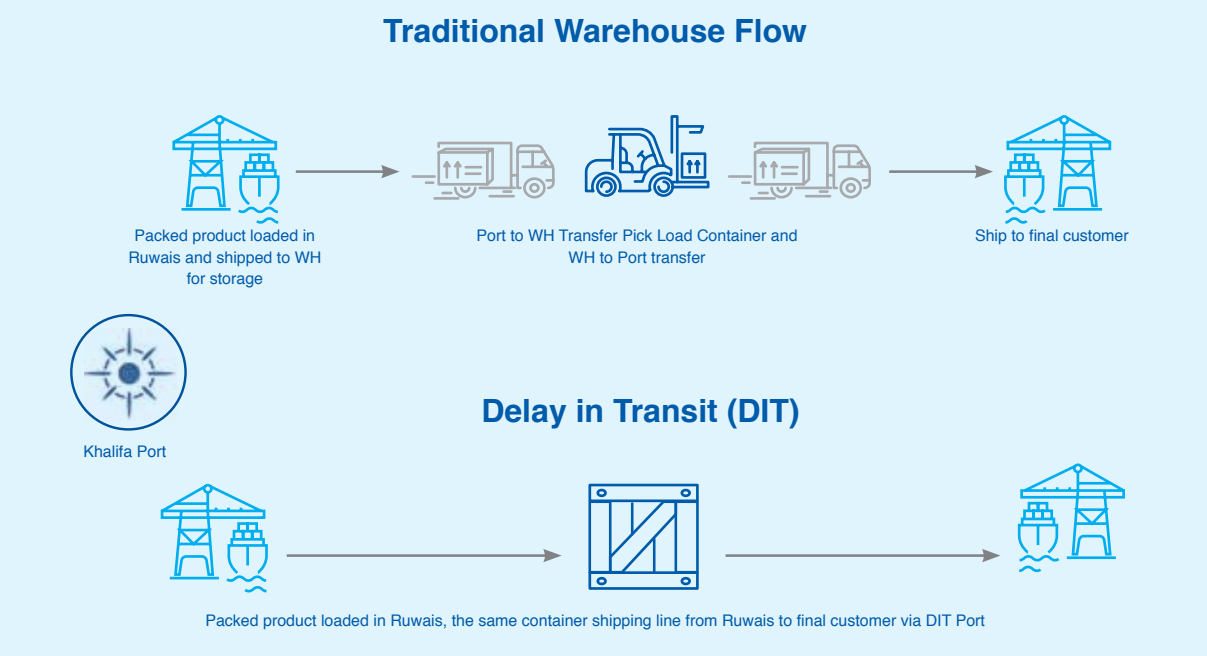 Traditional Warehouse Flow
Packed product loaded in
Ruwais and shipped to WH
for storage
Port to WH Transfer Pick Load Container and
WH to Port transfer
Ship to final customer
Khalifa Port
Delay in Transit (DIT)
Packed product loaded in Ruwais, the same container shipping line from Ruwais to final customer via DIT Port